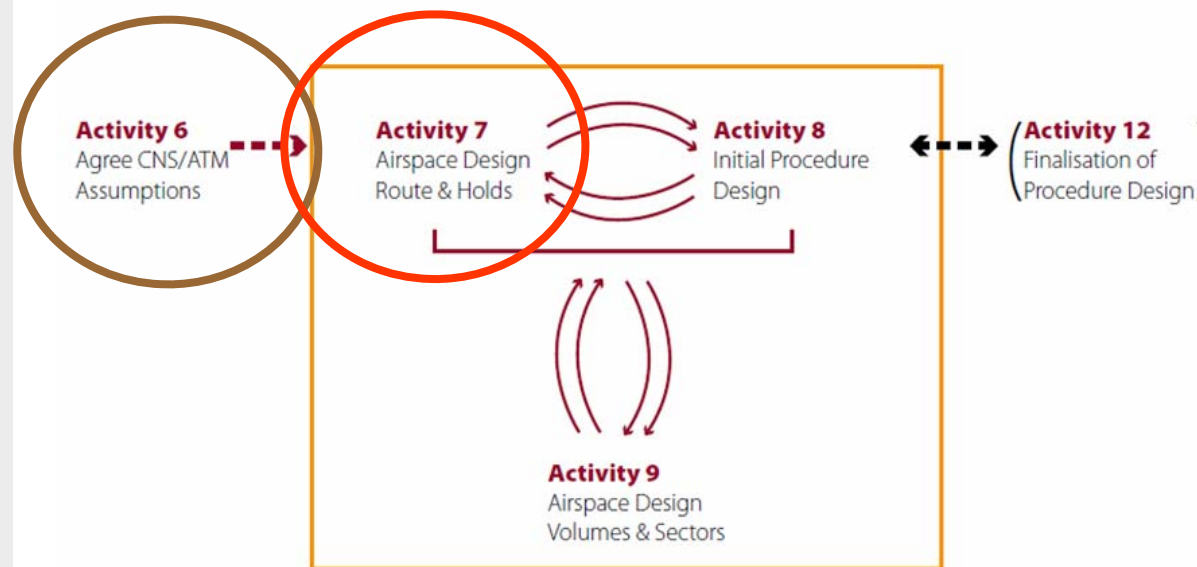 Activity 6
Agree CNS/ATM
Assumptions
Activity 7
Airspace Design
Route & Holds
Activity 8
Initial Procedure
Design
Activity 12
Finalisation of
Procedure Design
Activity 9
Airspace Design
Volumes & Sectors